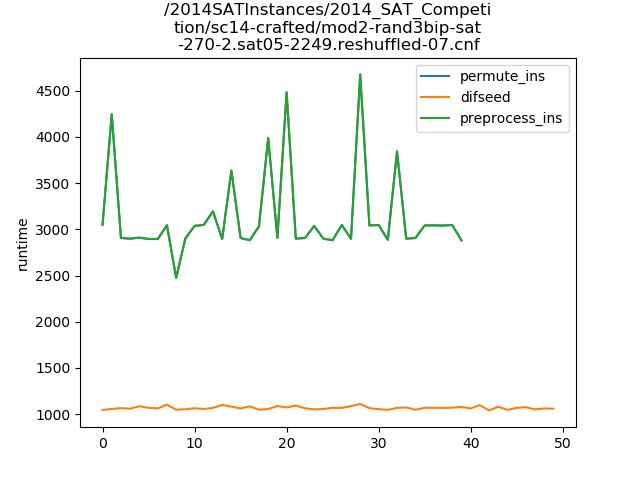 /2014SATInstances/2014_SAT_Competi
tion/sc14-crafted/mod2-rand3bip-sat
-270-2.sat05-2249.reshuffled-07.cnf
permute_ins
difseed
preprocess_ins
runtime
4500
4000
3500
3000
2500
2000
1500
1000
0 10 20 30 40 50